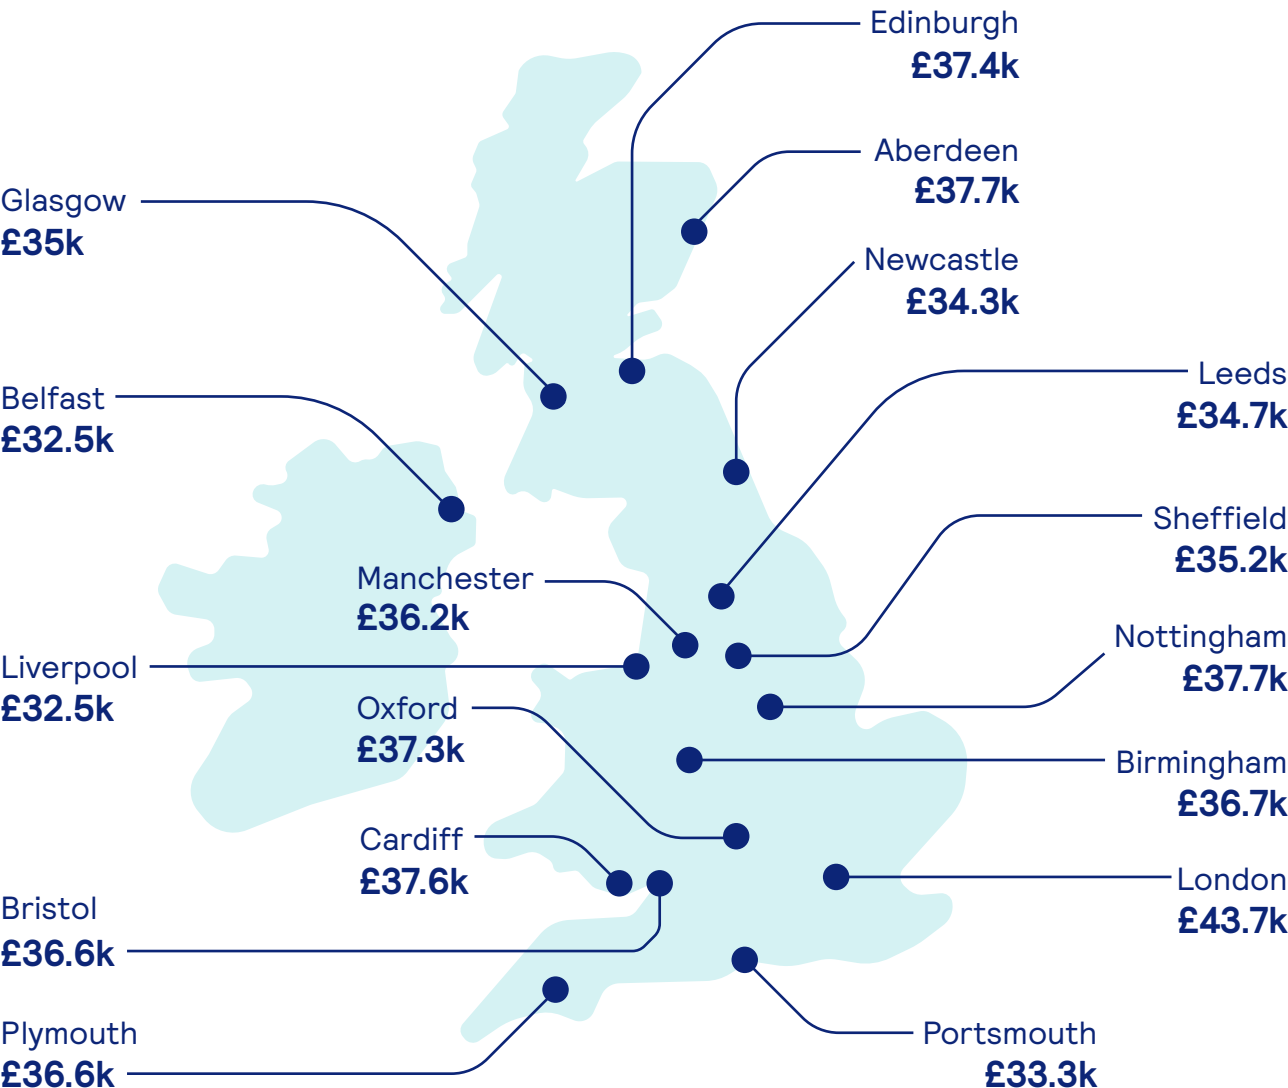 Edinburgh
£37.4k
Aberdeen
£37.7k
Glasgow
£35k
Newcastle
£34.3k
Leeds
£34.7k
Belfast
£32.5k
Sheffield
£35.2k
Manchester
£36.2k
Nottingham
£37.7k
Liverpool
£32.5k
Oxford
£37.3k
Birmingham
£36.7k
Cardiff
£37.6k
London
£43.7k
Bristol
£36.6k
Plymouth
£36.6k
Portsmouth
£33.3k